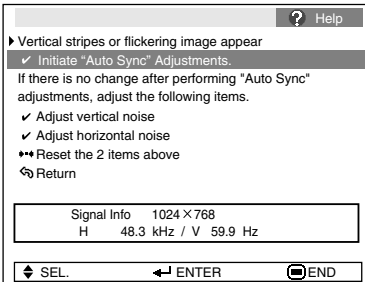 ? Help
Vertical stripes or flickering image appear
✔ Initiate “Auto Sync” Adjustments.
If there is no change after performing "Auto Sync"
adjustments, adjust the following items.
✔ Adjust vertical noise
✔ Adjust horizontal noise
Reset the 2 items above
Return
Signal Info 1024×768
H 48.3 kHz / V 59.9 Hz
SEL. ENTER END